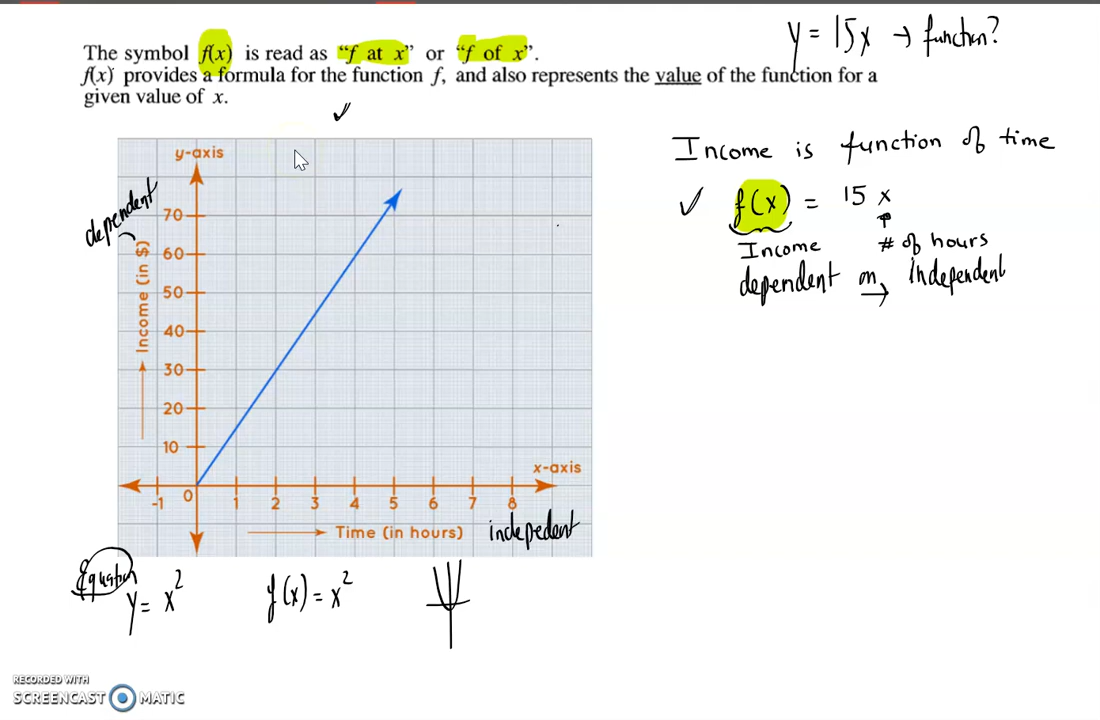 y = 15x → function?
The symbol f(x) is read as “f at x” or “f of x”.
f(x) provides a formula for the function f, and also represents the value of the function for a
given value of x.
Income is function of time
f(x) = 15 x
Income # of hours
dependent on → independent
y-axis
dependent
Income (in $)
70
60
50
40
30
20
10
0
x-axis
-1 1 2 3 4 5 6 7 8
Time (in hours) indepedent
Equation
y = x²
f(x) = x²
RECORDED WITH
SCREENCAST MATIC